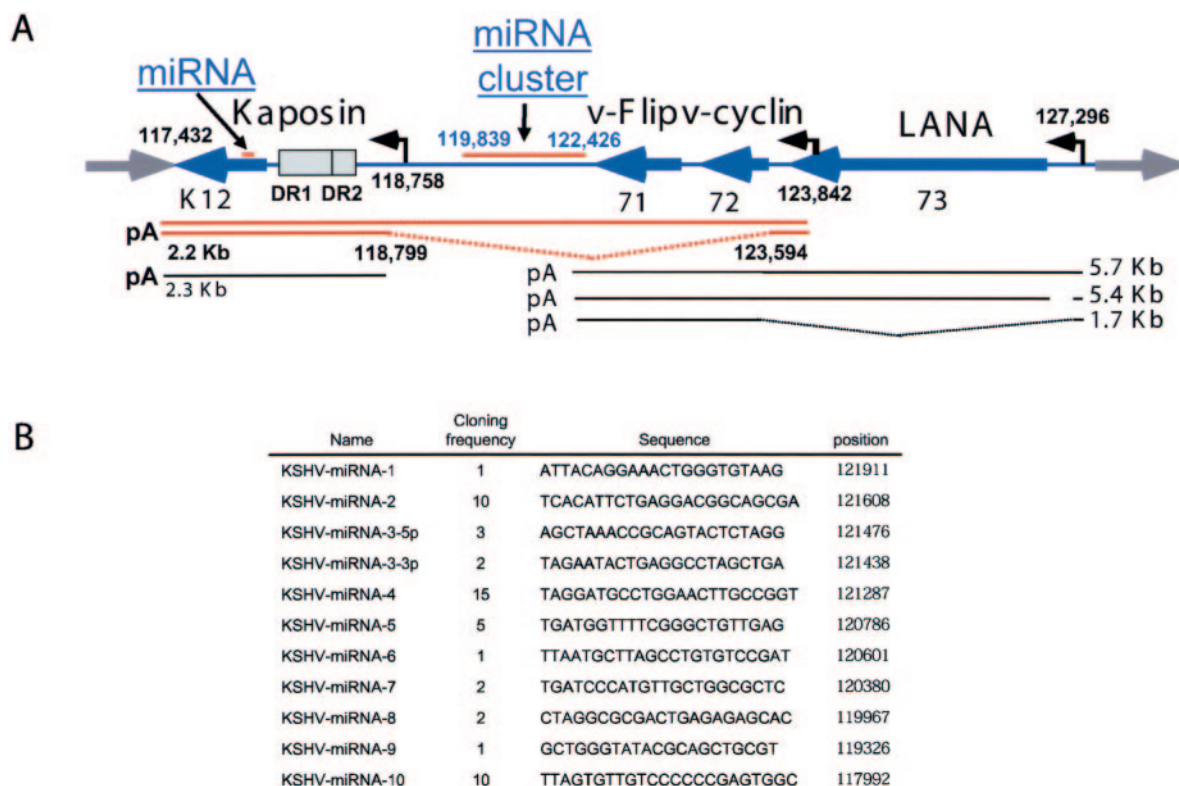 A
miRNA
cluster
miRNA
Kaposin
117,432
119,839 122,426
v-Flip v-cyclin
LANA
127,296
K12
DR1 DR2
118,758
71
72
123,842
73
pA
2.2 Kb
118,799
123,594
pA
2.3 Kb
pA 5.7 Kb
pA 5.4 Kb
pA 1.7 Kb
B
Name Cloning frequency Sequence position
KSHV-miRNA-1 1 ATTACAGGAAACTGGGTGTAAG 121911
KSHV-miRNA-2 10 TCACATTCTGAGGACGGCAGCGA 121608
KSHV-miRNA-3-5p 3 AGCTAAACCGCAGTACTCTAGG 121476
KSHV-miRNA-3-3p 2 TAGAATACTGAGGCCTAGCTGA 121438
KSHV-miRNA-4 15 TAGGATGCCTGGAACTTGCCGGT 121287
KSHV-miRNA-5 5 TGATGGTTTTCGGGCTGTTGAG 120786
KSHV-miRNA-6 1 TTAATGCTTAGCCTGTGTCCGAT 120601
KSHV-miRNA-7 2 TGATCCCATGTTGCTGGCGCTC 120380
KSHV-miRNA-8 2 CTAGGCGCGACTGAGAGAGCAC 119967
KSHV-miRNA-9 1 GCTGGGTATACGCAGCTGCGT 119326
KSHV-miRNA-10 10 TTAGTGTTGTCCCCCCGAGTGGC 117992